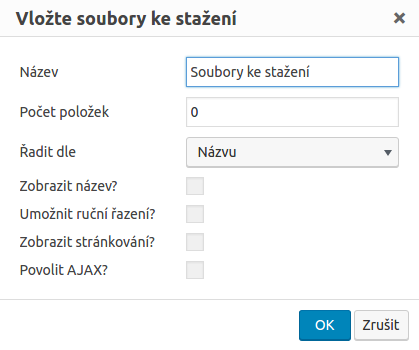 Vložte soubory ke stažení
Název
Soubory ke stažení
Počet položek
0
Řadit dle
Názvu
Zobrazit název?
Umožnit ruční řazení?
Zobrazit stránkování?
Povolit AJAX?
OK
Zrušit